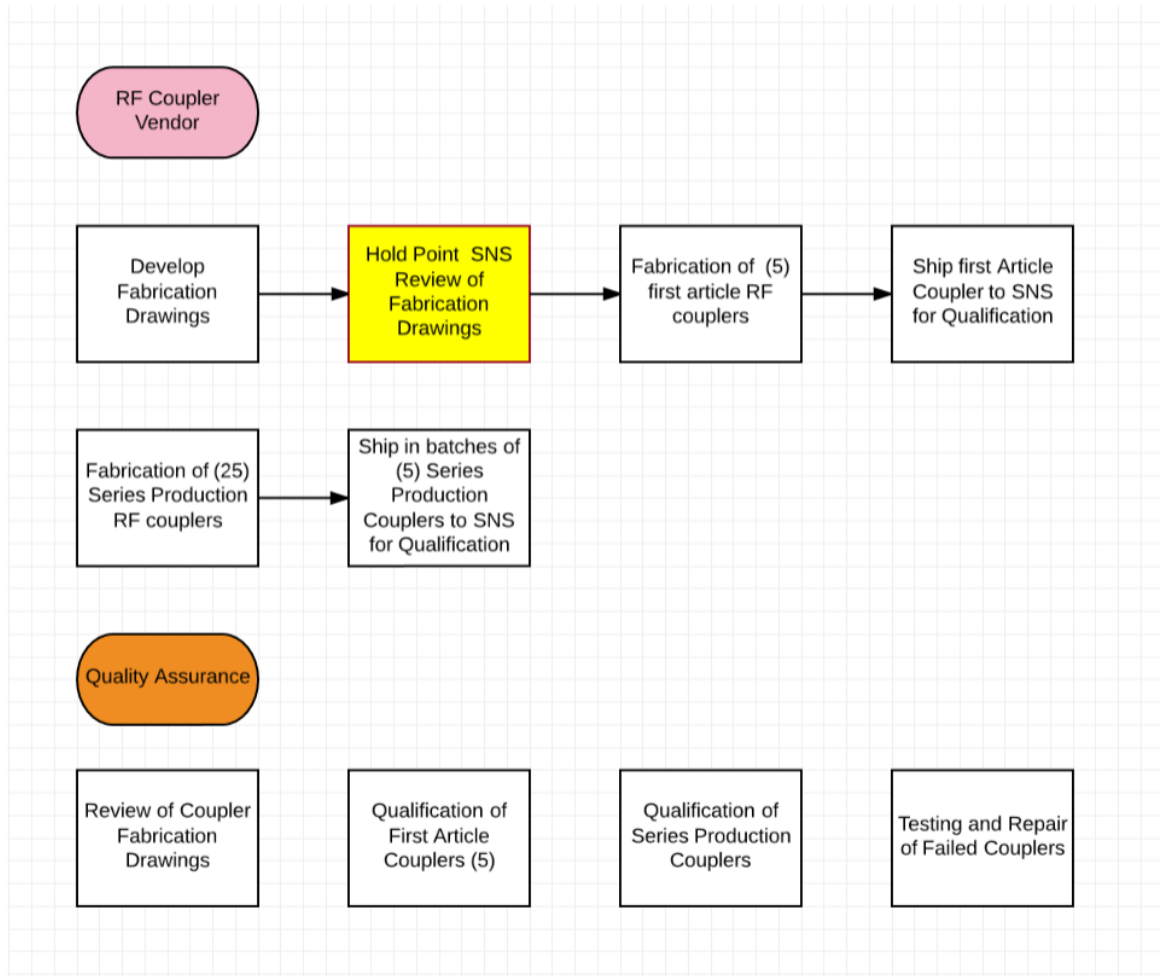 RF Coupler
Vendor
Develop
Fabrication
Drawings
Hold Point  SNS
Review of
Fabrication
Drawings
Fabrication of  (5)
first article RF
couplers
Ship first Article
Coupler to SNS
for Qualification
Fabrication of (25)
Series Production
RF couplers
Ship in batches of
(5) Series
Production
Couplers to SNS
for Qualification
Quality Assurance
Review of Coupler
Fabrication
Drawings
Qualification of
First Article
Couplers (5)
Qualification of
Series Production
Couplers
Testing and Repair
of Failed Couplers